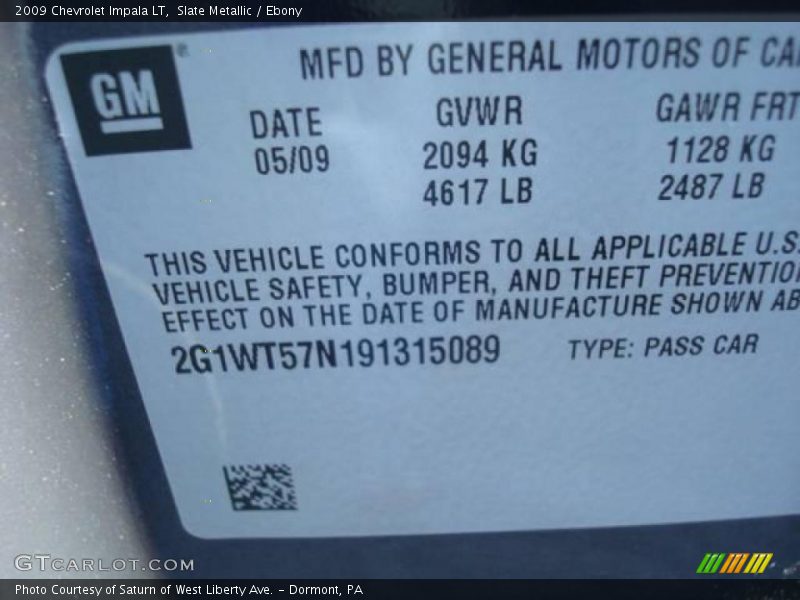 2009 Chevrolet Impala LT, Slate Metallic / Ebony
GM
®
MFD BY GENERAL MOTORS OF
DATE GVWR GAWR FRT
05/09 2094 KG 1128 KG
4617 LB 2487 LB
THIS VEHICLE CONFORMS TO ALL APPLICABLE U.S.
VEHICLE SAFETY, BUMPER, AND THEFT
EFFECT ON THE DATE OF MANUFACTURE SHOWN
2G1WT57N191315089 TYPE: PASS CAR
GTCARLOT.COM
Photo Courtesy of Saturn of West Liberty Ave. - Dormont, PA